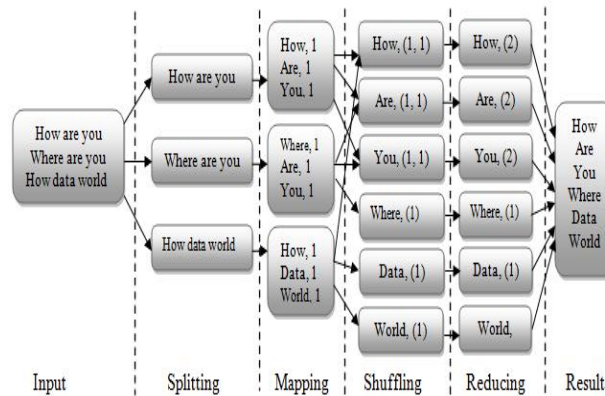 How are you
Where are you
How data world
How are you
Where are you
How data world
How, 1
Are, 1
You, 1
Where, 1
Are, 1
You, 1
How, 1
Data, 1
World, 1
How, (1, 1)
Are, (1, 1)
You, (1, 1)
Where, (1)
Data, (1)
World, (1)
How, (2)
Are, (2)
You, (2)
Where, (1)
Data, (1)
World,
How
Are
You
Where
Data
World
Input
Splitting
Mapping
Shuffling
Reducing
Result